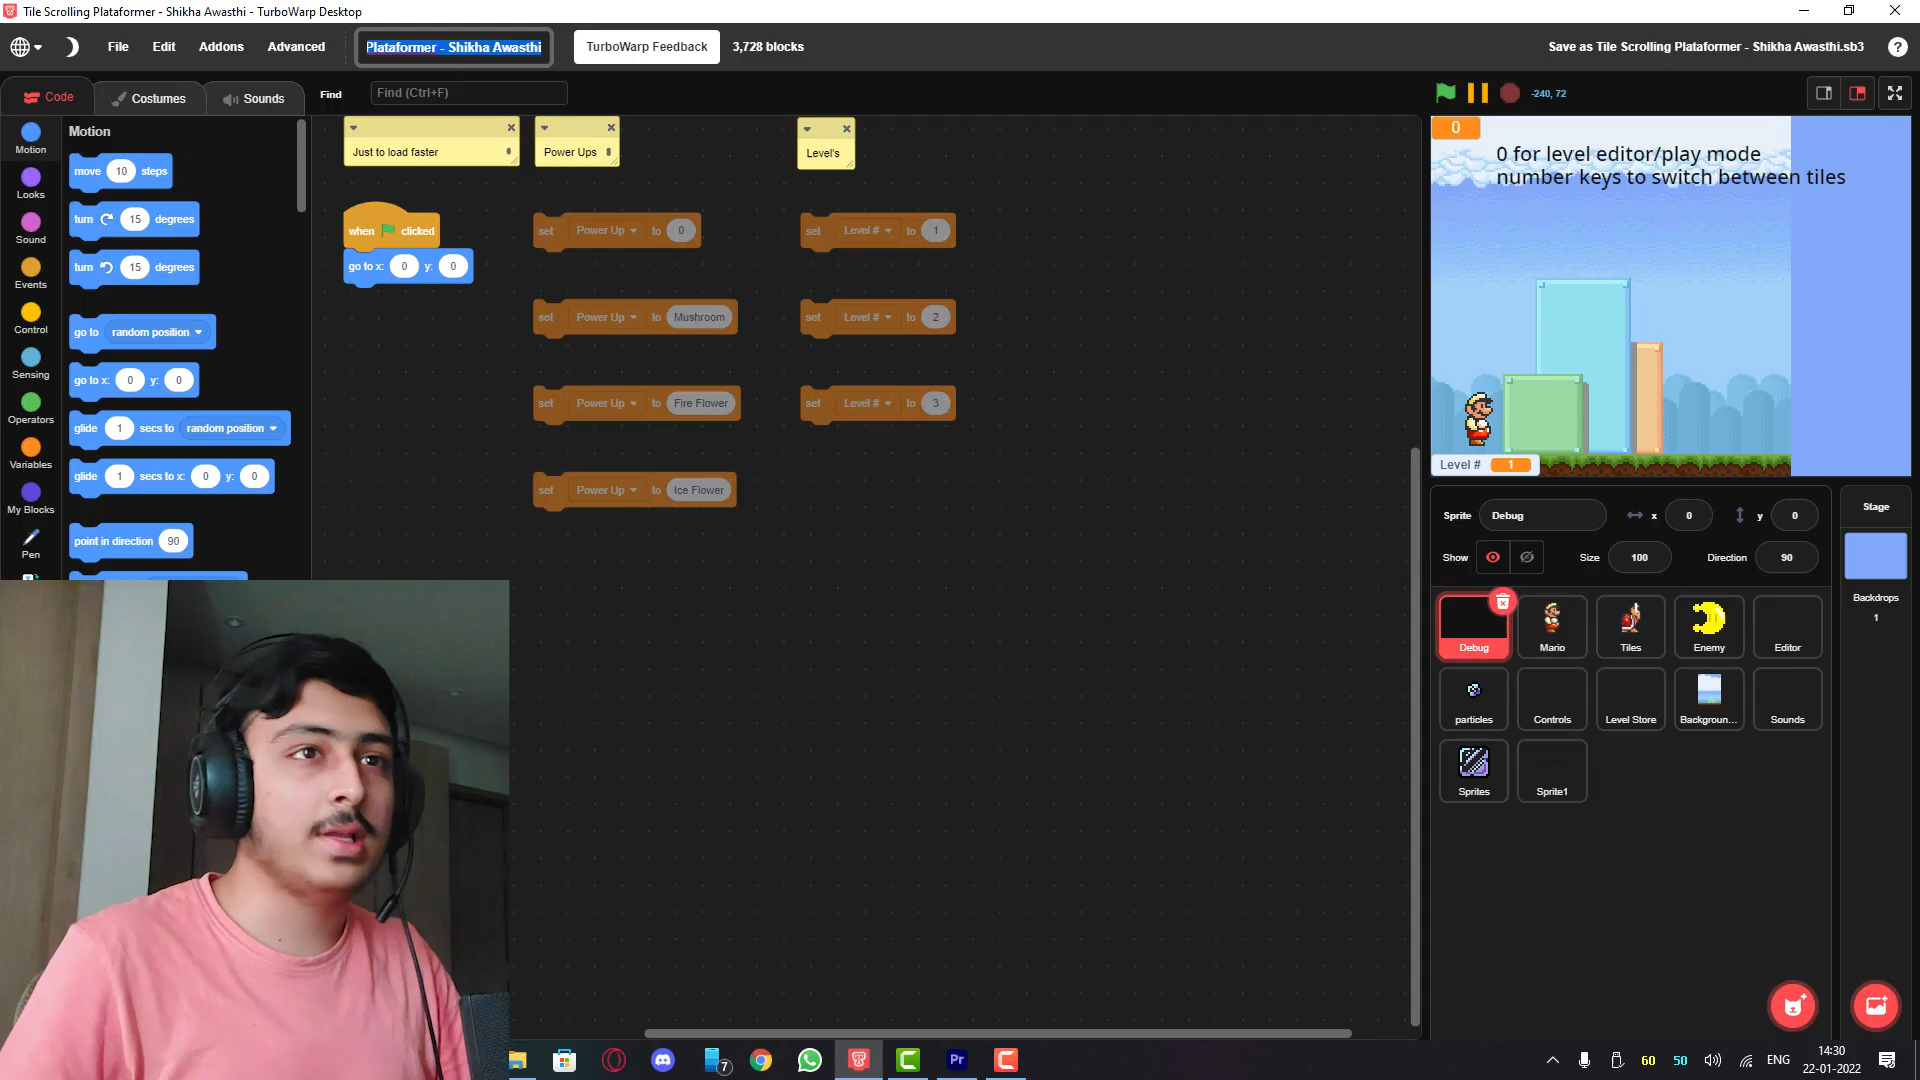 Tile Scrolling Plataformer - Shikha Awasthi - TurboWarp Desktop
File Edit Addons Advanced Plataformer - Shikha Awasthi TurboWarp Feedback 3,728 blocks Save as Tile Scrolling Plataformer - Shikha Awasthi.sb3 ?
Code Costumes Sounds Find Find (Ctrl+F) -240, 72
Motion
Looks
Sound
Events
Control
Sensing
Operators
Variables
My Blocks
Pen
Motion
move 10 steps
turn 15 degrees
turn 15 degrees
go to random position
go to x: 0 y: 0
glide 1 secs to random position
glide 1 secs to x: 0 y: 0
point in direction 90
Just to load faster
Power Ups
Level's
when clicked
go to x: 0 y: 0
set Power Up to 0
set Power Up to Mushroom
set Power Up to Fire Flower
set Power Up to Ice Flower
set Level # to 1
set Level # to 2
set Level # to 3
0
0 for level editor/play mode
number keys to switch between tiles
Level # 1
Sprite Debug x 0 y 0
Show Size 100 Direction 90
Debug Mario Tiles Enemy Editor
particles Controls Level Store Backgroun... Sounds
Sprites Sprite1
Stage
Backdrops
1
7
Pr
60 50 ENG 14:30
22-01-2022